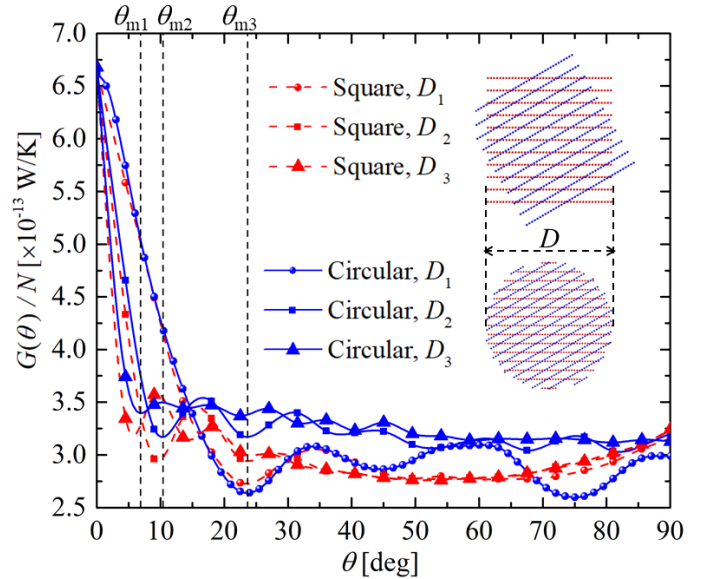 θm1 θm2 θm3
7.0
6.5
6.0
5.5
5.0
4.5
4.0
3.5
3.0
2.5
G(θ) / N [×10⁻¹³ W/K]
Square, D1
Square, D2
Square, D3
Circular, D1
Circular, D2
Circular, D3
D
0 10 20 30 40 50 60 70 80 90
θ [deg]